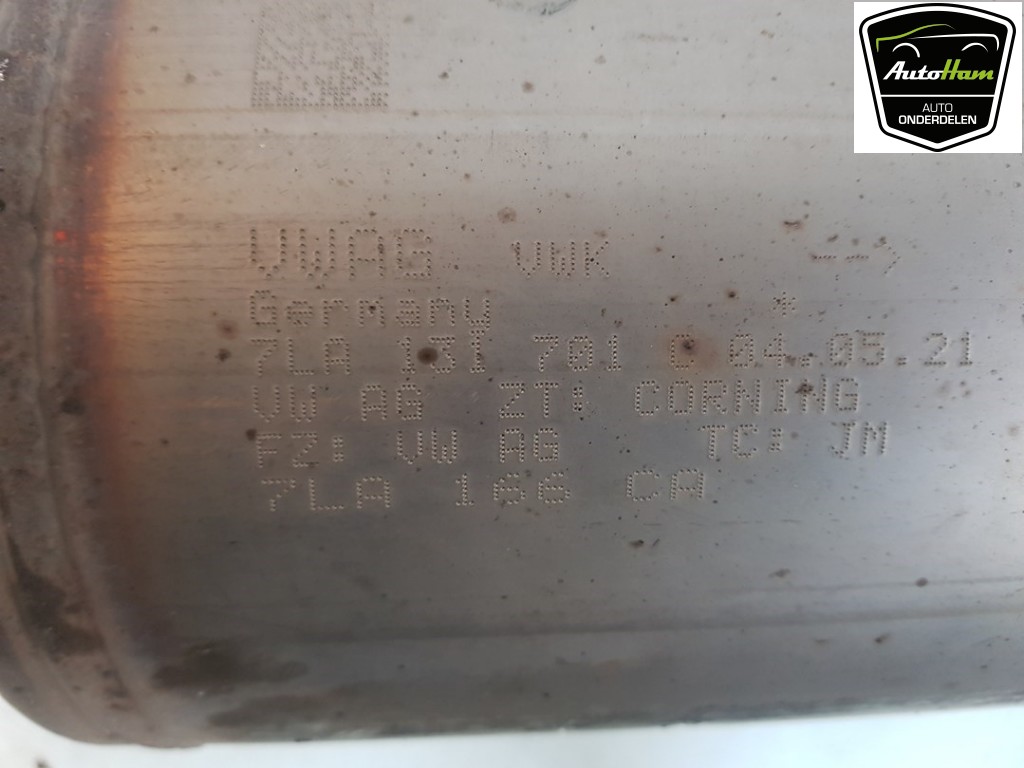 AutoHam
AUTO
ONDERDELEN
VWAG VWK -->
Germany *
7LA 131 701 C 04.05.21
VW AG ZT: CORNING
FZ: VW AG TC: JM
7LA 166 CA